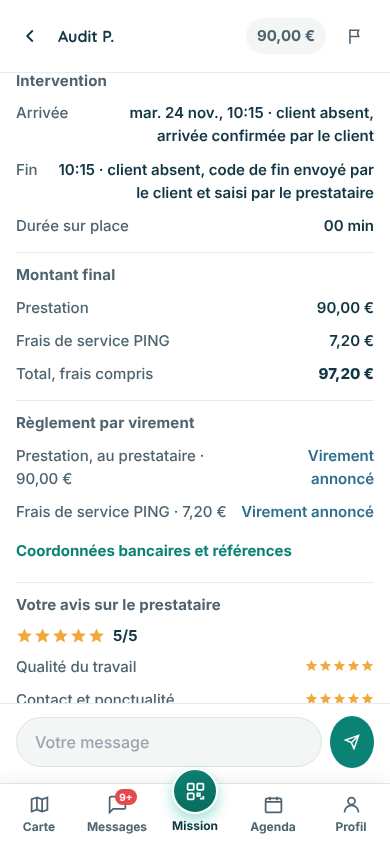 Audit P.
90,00 €
Intervention
Arrivée mar. 24 nov., 10:15 · client absent,
arrivée confirmée par le client
Fin 10:15 · client absent, code de fin envoyé par
le client et saisi par le prestataire
Durée sur place 00 min
Montant final
Prestation 90,00 €
Frais de service PING 7,20 €
Total, frais compris 97,20 €
Règlement par virement
Prestation, au prestataire · Virement
90,00 € annoncé
Frais de service PING · 7,20 € Virement annoncé
Coordonnées bancaires et références
Votre avis sur le prestataire
5/5
Qualité du travail
Contact et ponctualité
Votre message
9+
Carte Messages Mission Agenda Profil